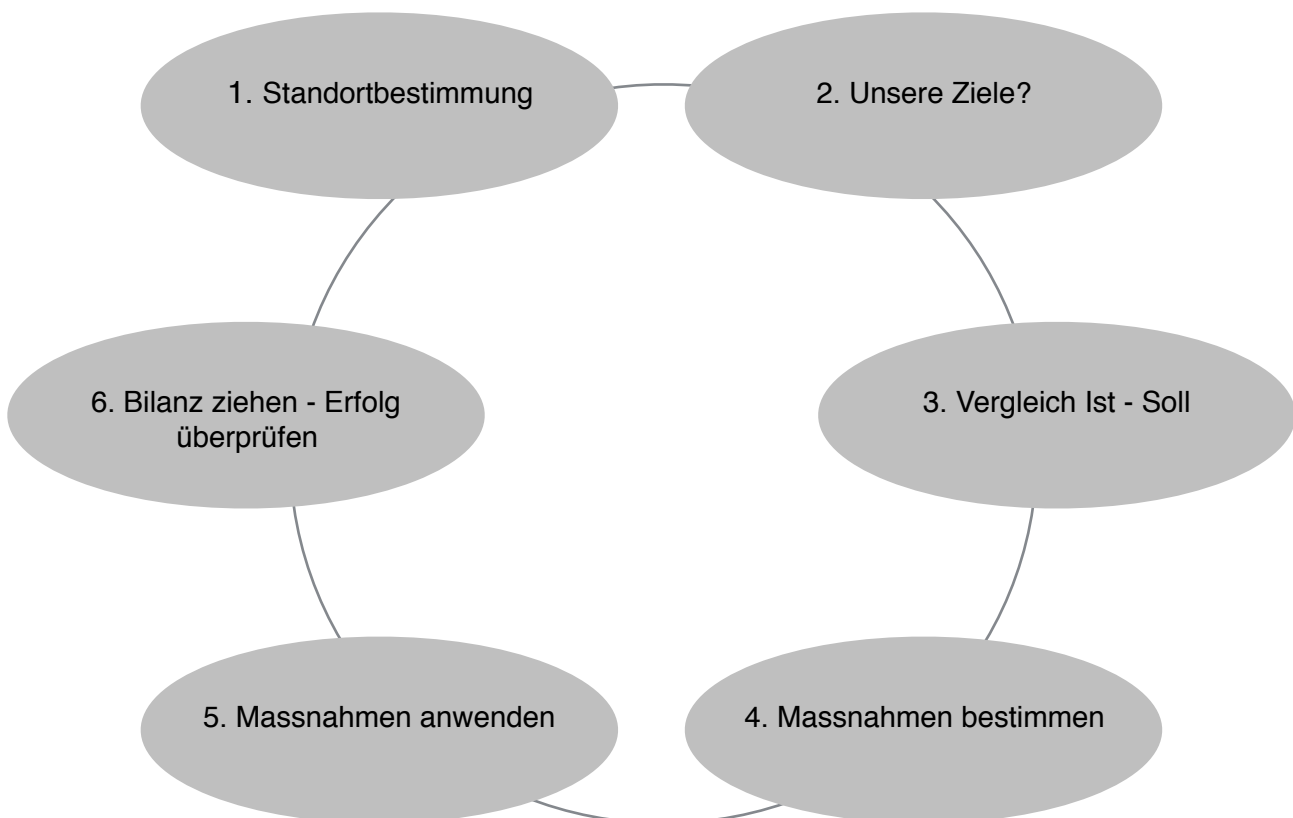 1. Standortbestimmung
2. Unsere Ziele?
3. Vergleich Ist - Soll
4. Massnahmen bestimmen
5. Massnahmen anwenden
6. Bilanz ziehen - Erfolg
überprüfen